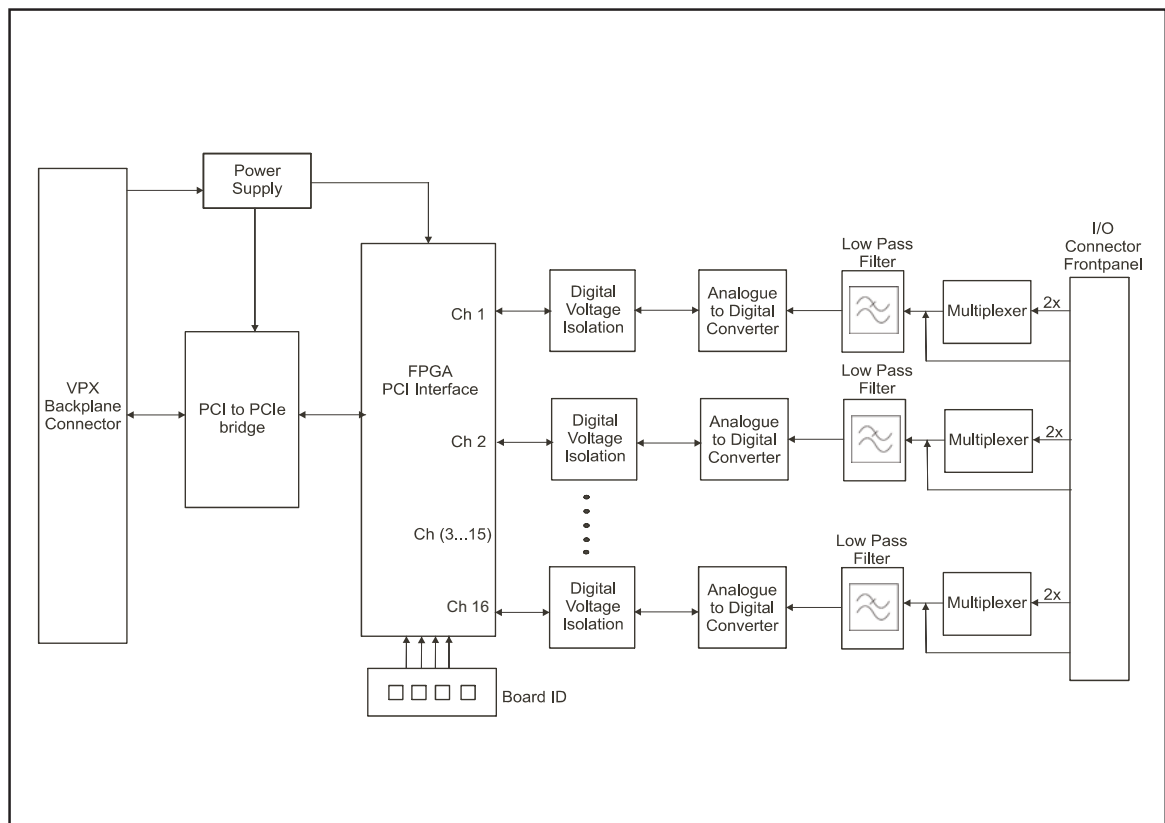 Power
Supply
VPX
Backplane
Connector
PCI to PCIe
bridge
FPGA
PCI Interface
Ch 1
Ch 2
Ch (3...15)
Ch 16
Board ID
Digital
Voltage
Isolation
Analogue
to Digital
Converter
Low Pass
Filter
Multiplexer
2x
I/O
Connector
Frontpanel
Digital
Voltage
Isolation
Analogue
to Digital
Converter
Low Pass
Filter
Multiplexer
2x
Digital
Voltage
Isolation
Analogue
to Digital
Converter
Low Pass
Filter
Multiplexer
2x